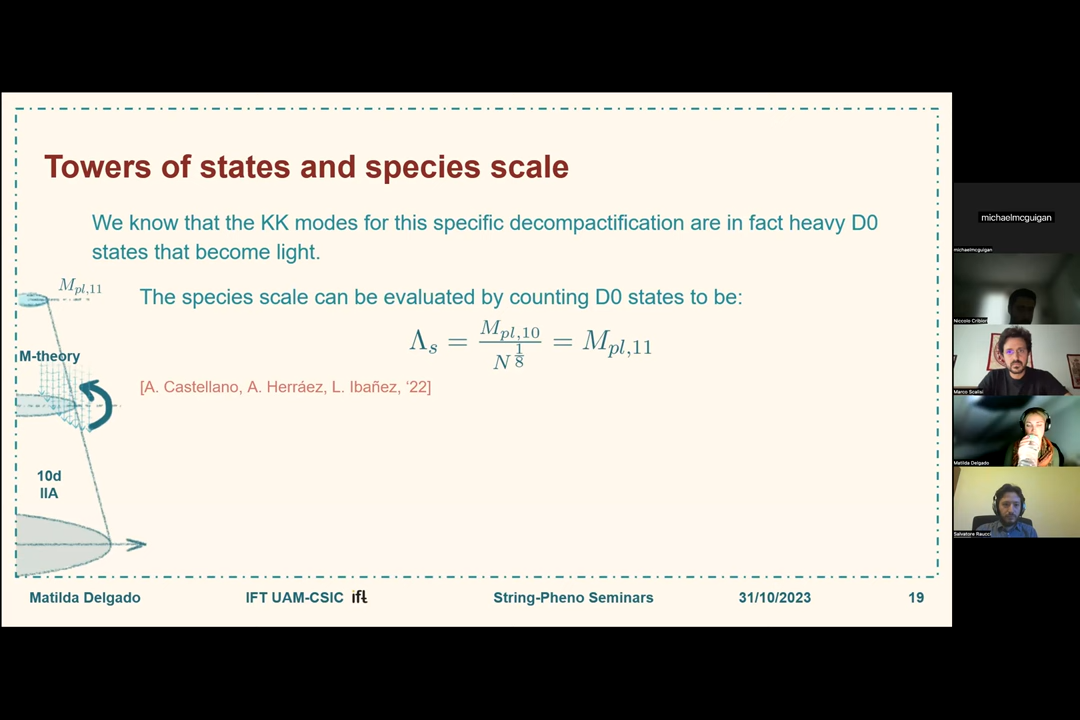 Towers of states and species scale
We know that the KK modes for this specific decompactification are in fact heavy D0
states that become light.
M_{pl,11}
The species scale can be evaluated by counting D0 states to be:
Λ_s = M_{pl,10} / N^{1/8} = M_{pl,11}
M-theory
[A. Castellano, A. Herráez, L. Ibañez, ‘22]
10d
IIA
Matilda Delgado IFT UAM-CSIC ift String-Pheno Seminars 31/10/2023 19
michaelmcguigan
michaelmcguigan
Niccolo Cribiori
Marco Scalisi
Matilda Delgado
Salvatore Raucci